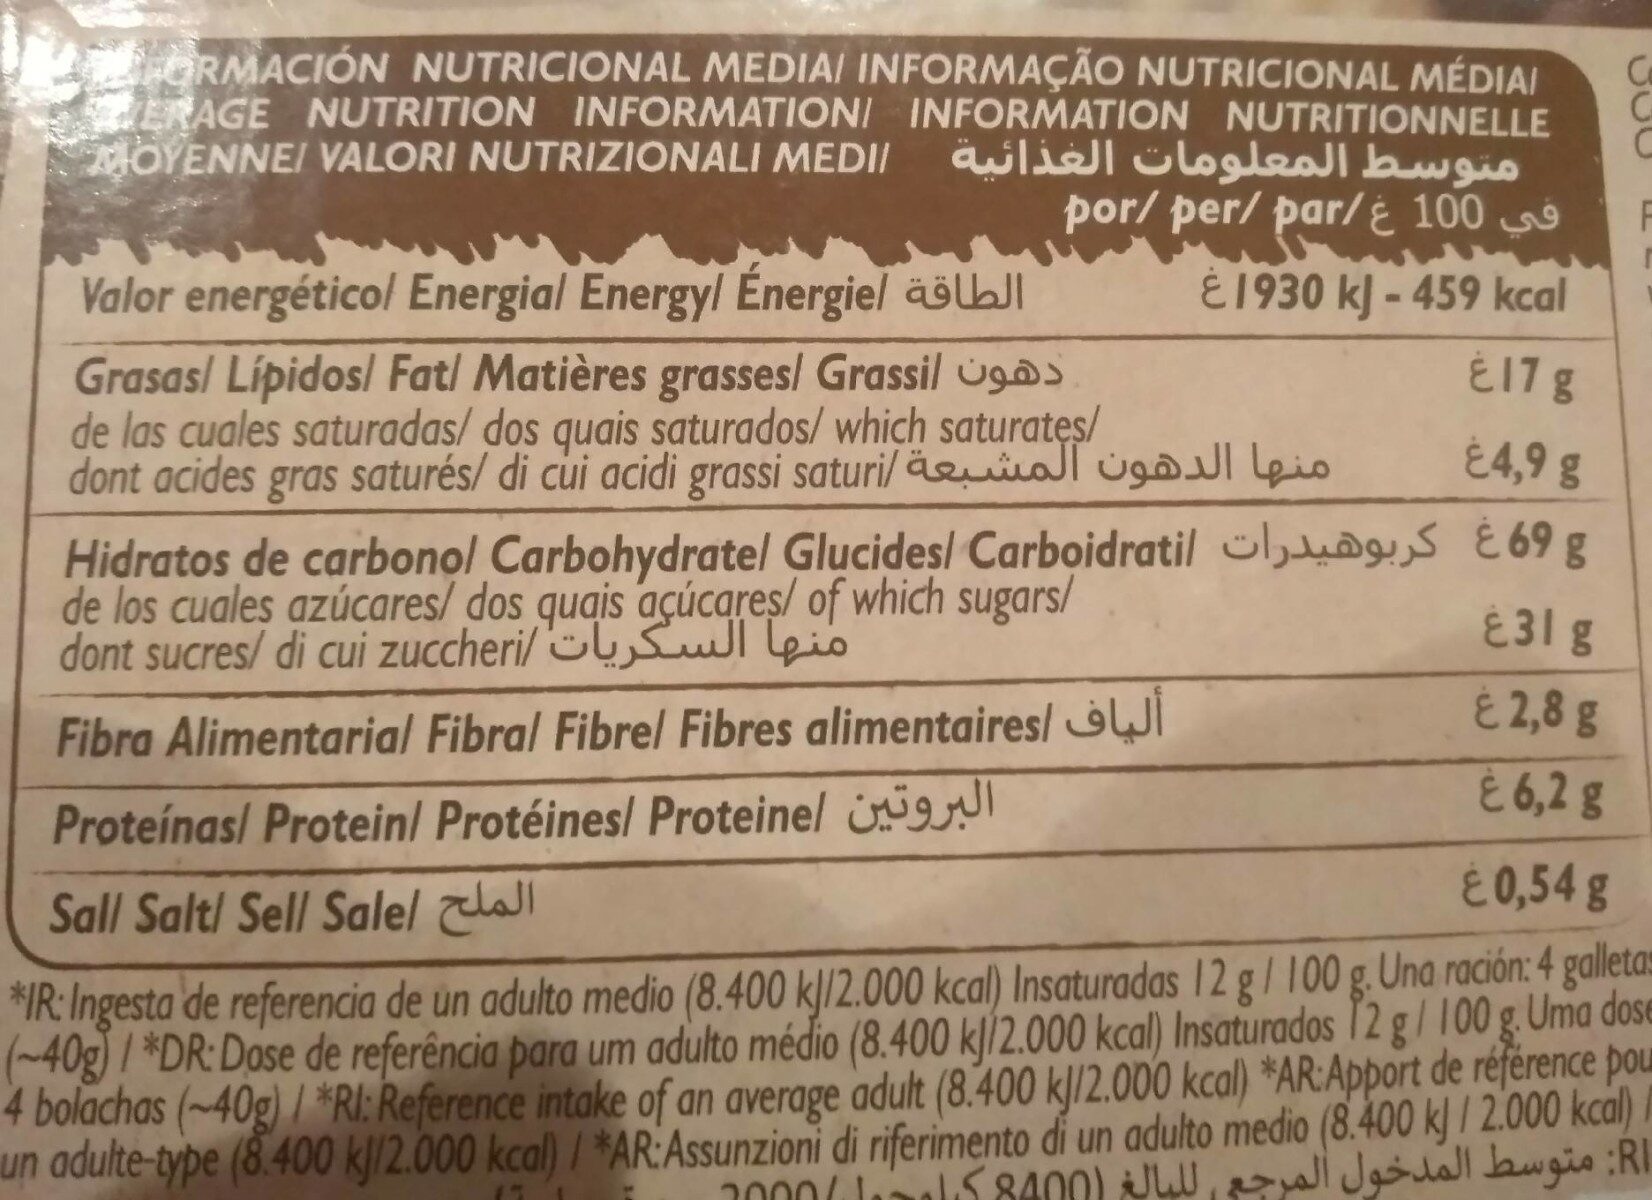 INFORMACIÓN NUTRICIONAL MEDIA/ INFORMAÇÃO NUTRICIONAL MÉDIA/
AVERAGE NUTRITION INFORMATION/ INFORMATION NUTRITIONNELLE
MOYENNE/ VALORI NUTRIZIONALI MEDI/ متوسط المعلومات الغذائية
por/ per/ par/ في 100 غ
Valor energético/ Energia/ Energy/ Énergie/ الطاقة غ 1930 kJ - 459 kcal
Grasas/ Lípidos/ Fat/ Matières grasses/ Grassi/ دهون غ 17 g
de las cuales saturadas/ dos quais saturados/ which saturates/
dont acides gras saturés/ di cui acidi grassi saturi/ منها الدهون المشبعة غ 4,9 g
Hidratos de carbono/ Carbohydrate/ Glucides/ Carboidrati/ كربوهيدرات غ 69 g
de los cuales azúcares/ dos quais açúcares/ of which sugars/
dont sucres/ di cui zuccheri/ منها السكريات غ 31 g
Fibra Alimentaria/ Fibra/ Fibre/ Fibres alimentaires/ ألياف غ 2,8 g
Proteínas/ Protein/ Protéines/ Proteine/ البروتين غ 6,2 g
Sal/ Salt/ Sel/ Sale/ الملح غ 0,54 g
*IR: Ingesta de referencia de un adulto medio (8.400 kJ/2.000 kcal) Insaturadas 12 g / 100 g. Una ración: 4 galletas
(~40g) / *DR: Dose de referência para um adulto médio (8.400 kJ/2.000 kcal) Insaturados 12 g / 100 g. Uma dose
4 bolachas (~40g) / *RI: Reference intake of an average adult (8.400 kJ/2.000 kcal) *AR: Apport de référence pou
un adulte-type (8.400 kJ/2.000 kcal) / *AR: Assunzioni di riferimento di un adulto medio (8.400 kJ / 2.000 kcal) /
RI: متوسط المدخول المرجعي للبالغ (8400